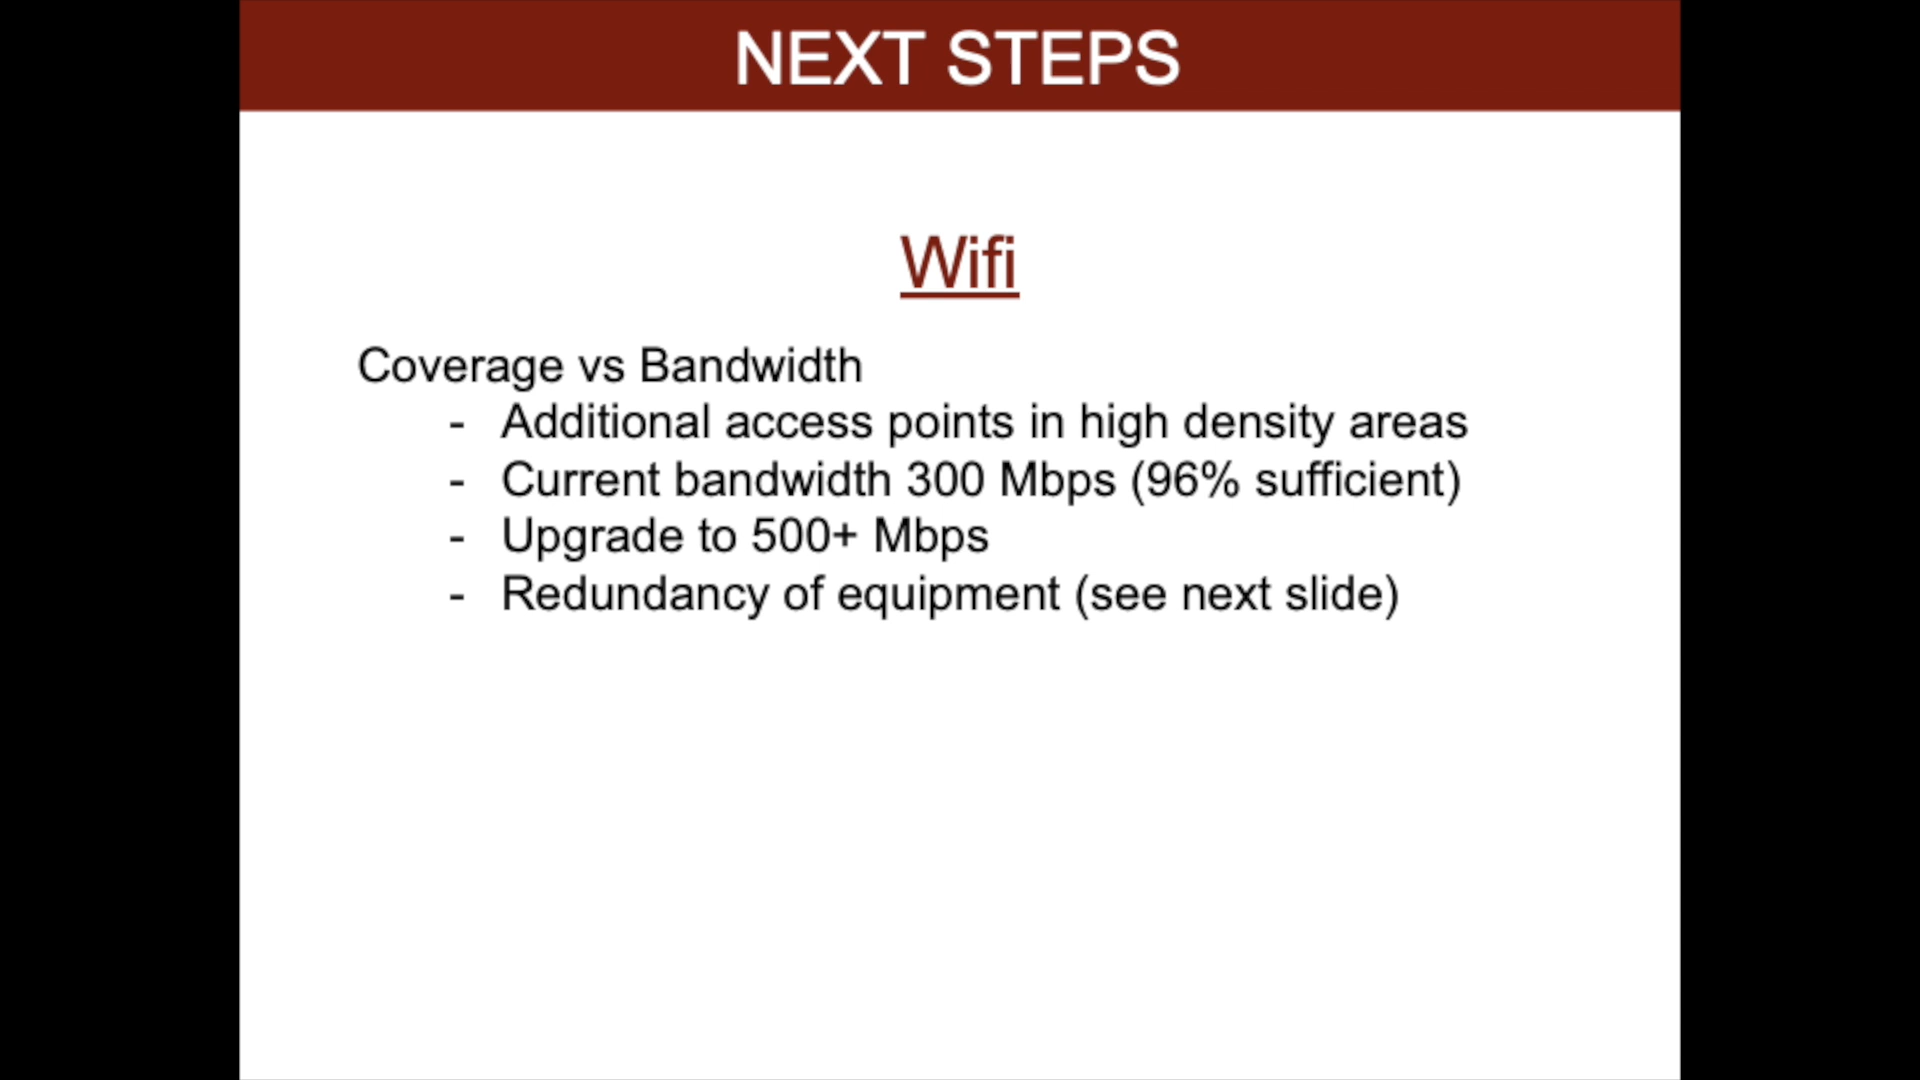 NEXT STEPS
Wifi
Coverage vs Bandwidth
- Additional access points in high density areas
- Current bandwidth 300 Mbps (96% sufficient)
- Upgrade to 500+ Mbps
- Redundancy of equipment (see next slide)